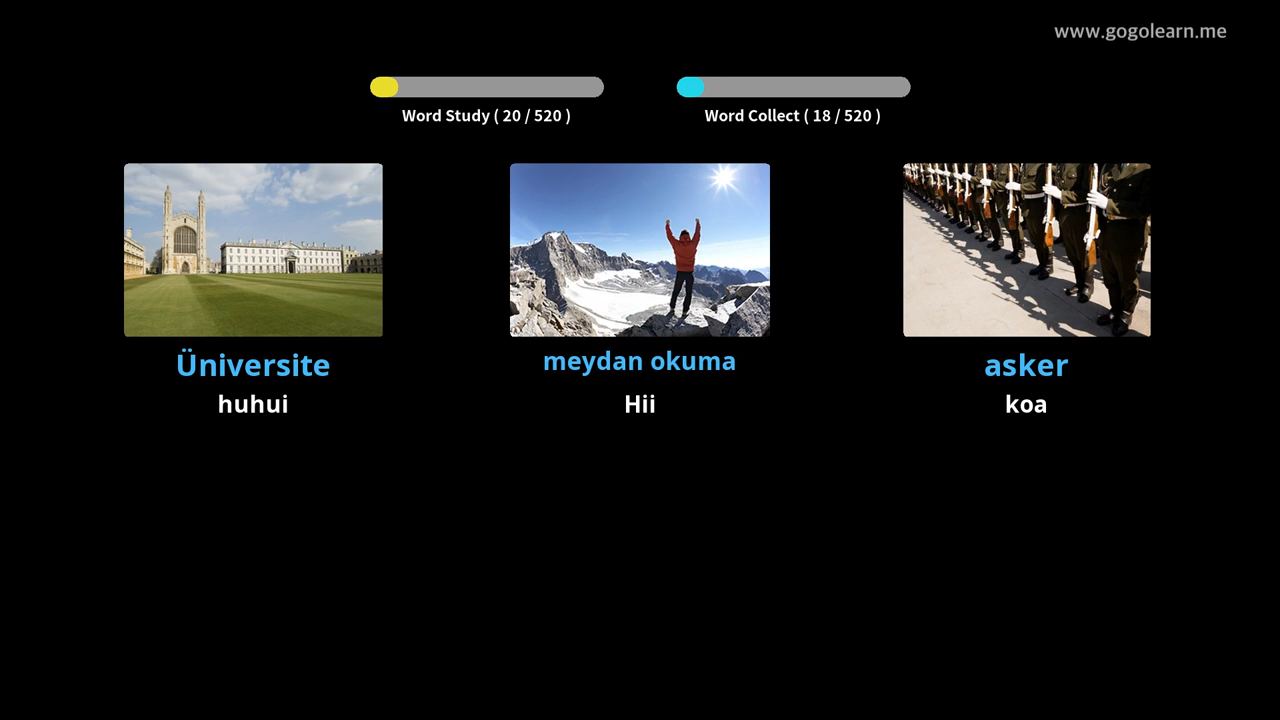 www.gogolearn.me
Word Study ( 20 / 520 )
Word Collect ( 18 / 520 )
Üniversite
meydan okuma
asker
huhui
Hii
koa